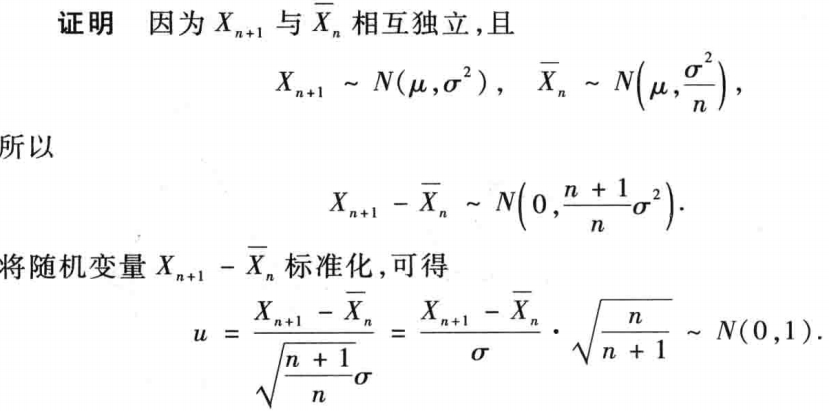 证明 因为 $X_{n+1}$ 与 $\overline{X}_n$ 相互独立,且
$X_{n+1} \sim N(\mu,\sigma^2), \quad \overline{X}_n \sim N\left(\mu,\frac{\sigma^2}{n}\right),$
所以
$X_{n+1} - \overline{X}_n \sim N\left(0,\frac{n+1}{n}\sigma^2\right).$
将随机变量 $X_{n+1} - \overline{X}_n$ 标准化,可得
$u = \frac{X_{n+1} - \overline{X}_n}{\sqrt{\frac{n+1}{n}}\sigma} = \frac{X_{n+1} - \overline{X}_n}{\sigma} \cdot \sqrt{\frac{n}{n+1}} \sim N(0,1).$